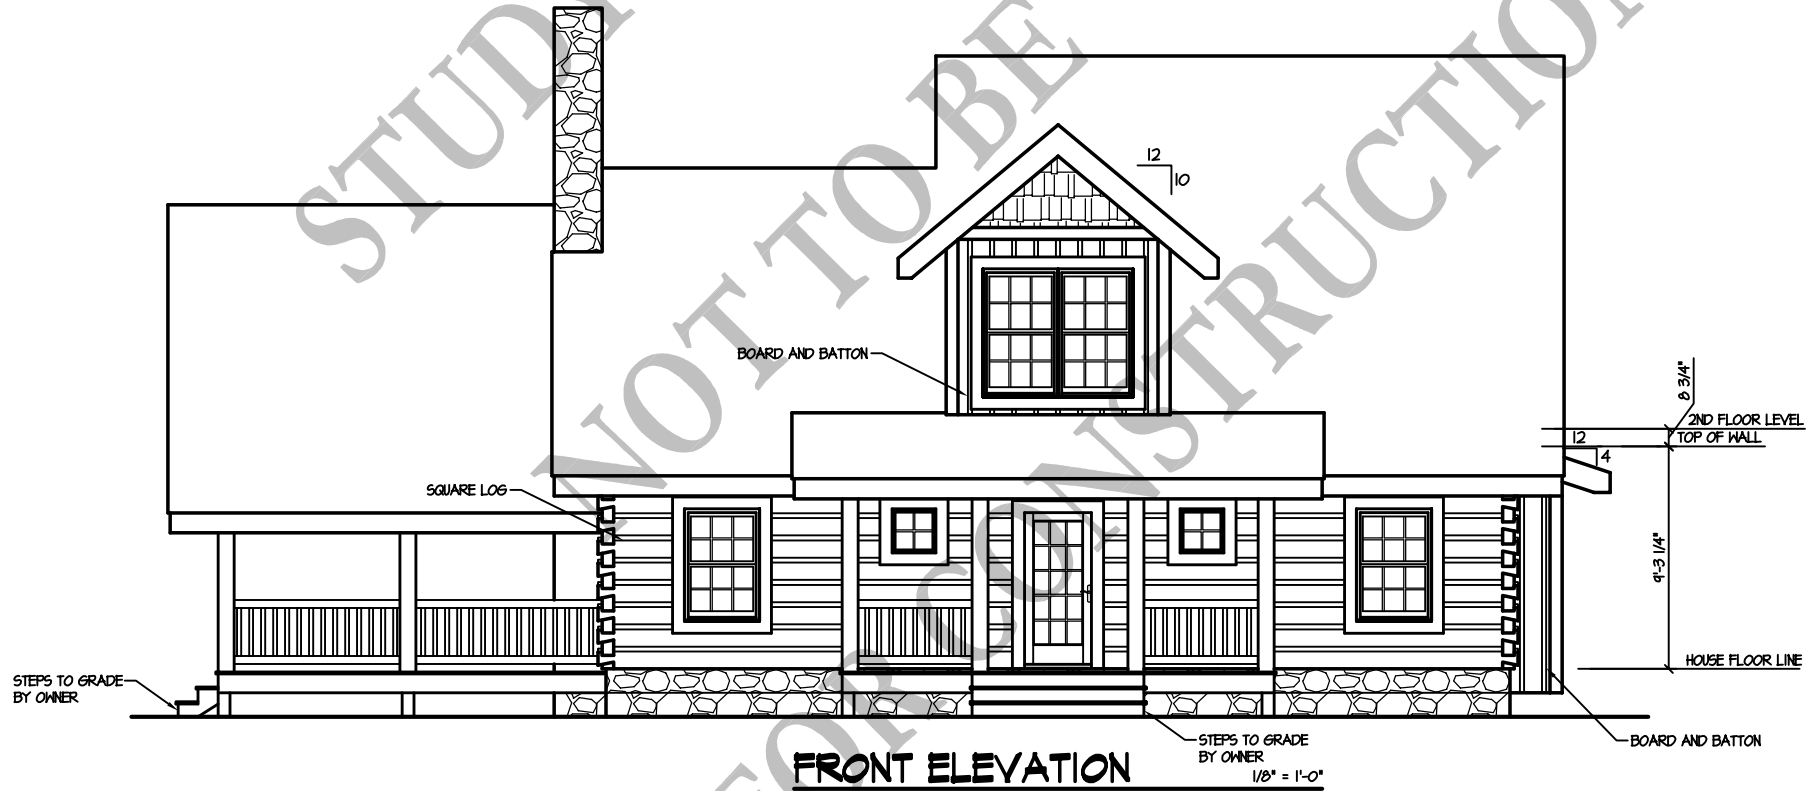 STUDY
NOT TO BE
FOR CONSTRUCTION
12
10
BOARD AND BATTON
8 3/4"
2ND FLOOR LEVEL
12
TOP OF WALL
4
SQUARE LOG
9'-3 1/4"
HOUSE FLOOR LINE
STEPS TO GRADE
BY OWNER
STEPS TO GRADE
BY OWNER
BOARD AND BATTON
FRONT ELEVATION
1/8" = 1'-0"